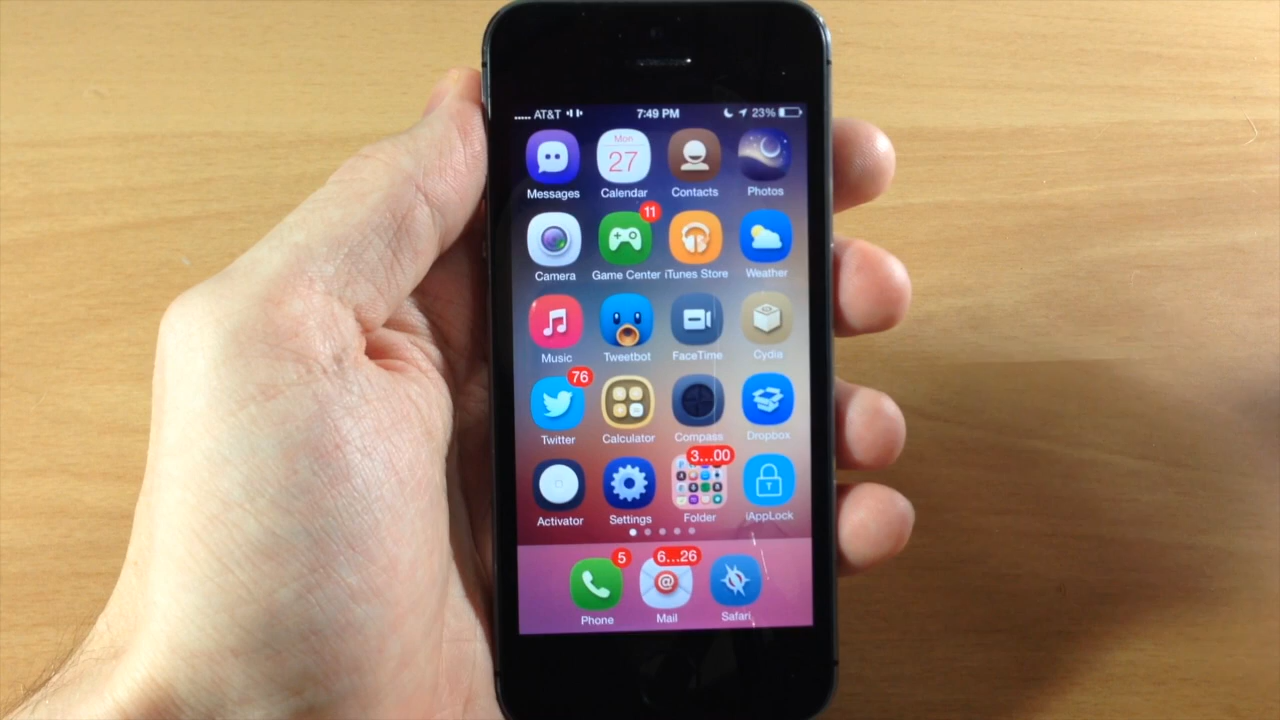 AT&T 7:49 PM 23%
Mon
27
Messages Calendar Contacts Photos
11
Camera Game Center iTunes Store Weather
Music Tweetbot FaceTime Cydia
76
Twitter Calculator Compass Dropbox
3...00
T
Activator Settings Folder iAppLock
5 6...26
@
Phone Mail Safari